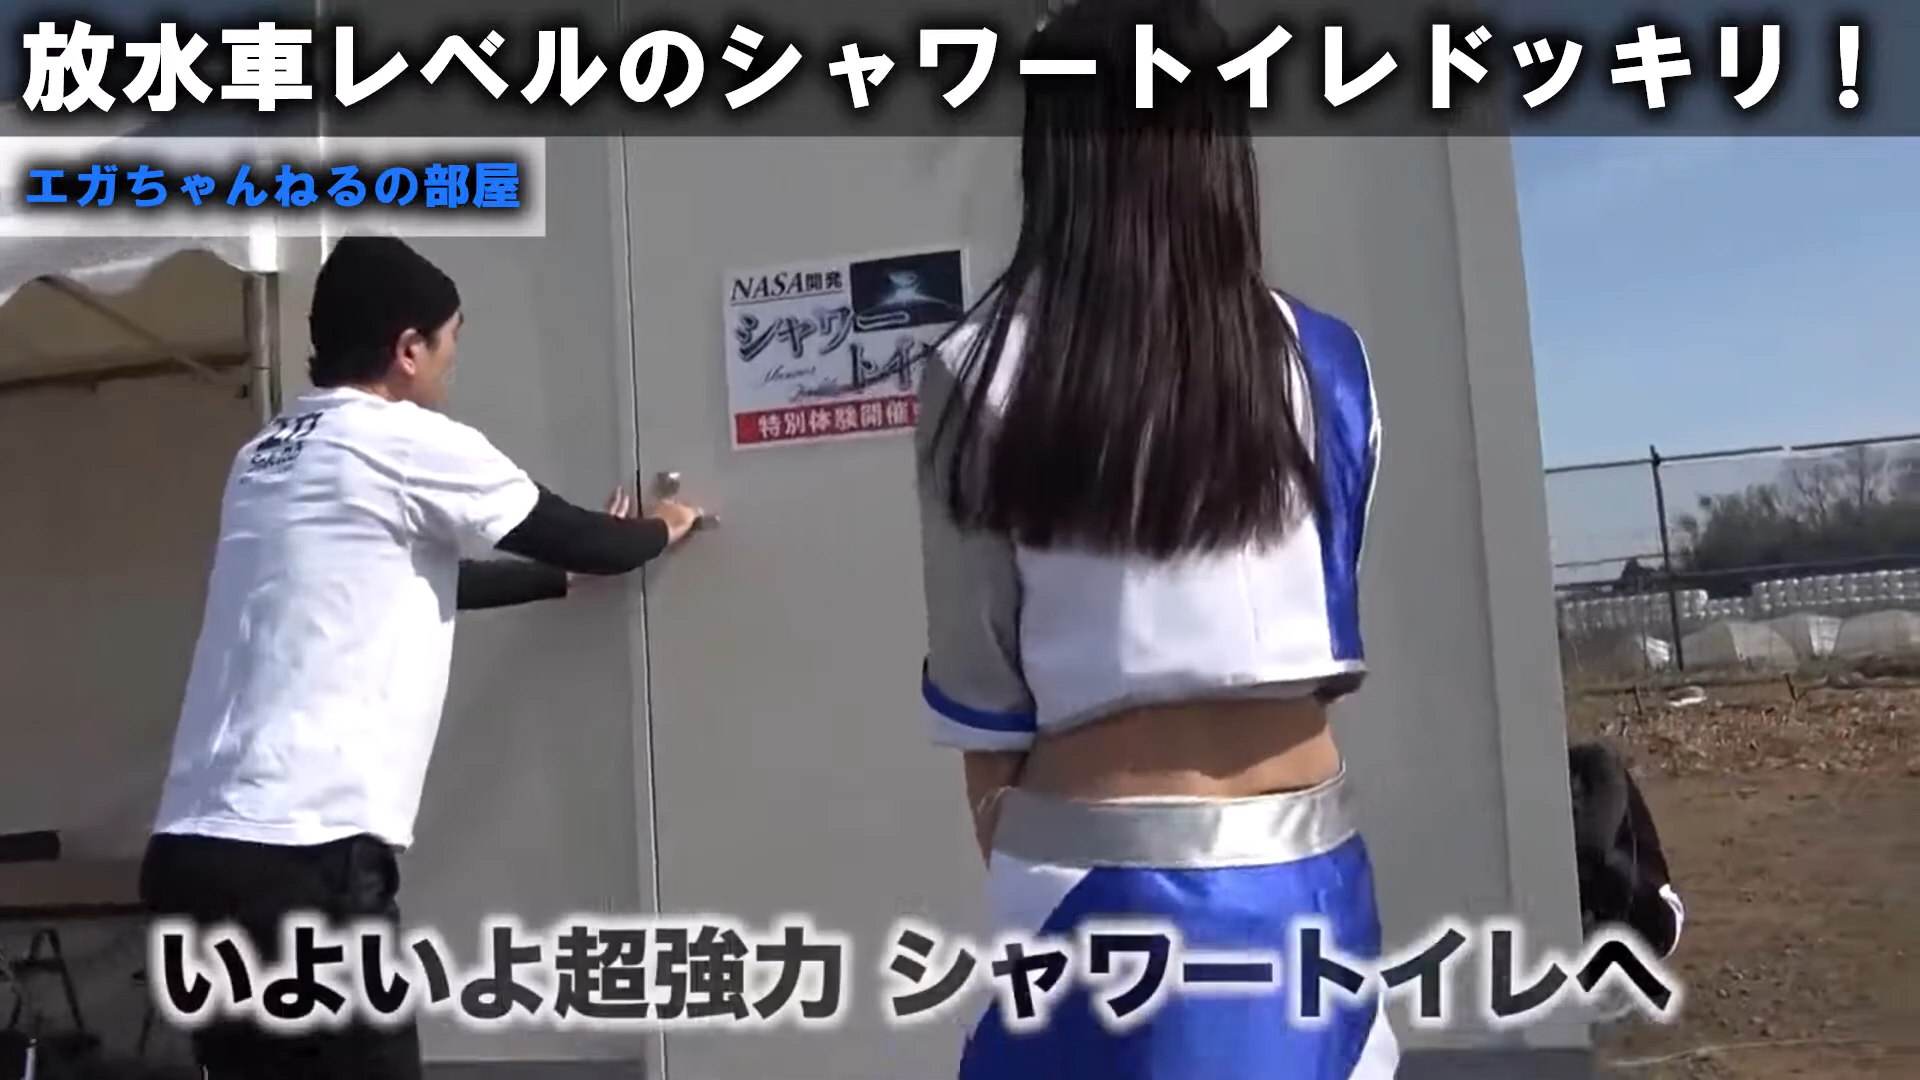 放水車レベルのシャワートイレドッキリ！
エガちゃんねるの部屋
NASA開発
シャワー
トイ
特別体験開催
いよいよ超強力 シャワートイレへ